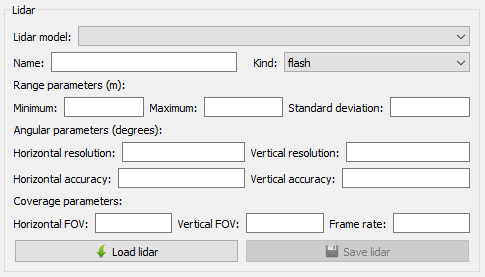 Lidar
Lidar model:
Name: Kind: flash
Range parameters (m):
Minimum: Maximum: Standard deviation:
Angular parameters (degrees):
Horizontal resolution: Vertical resolution:
Horizontal accuracy: Vertical accuracy:
Coverage parameters:
Horizontal FOV: Vertical FOV: Frame rate:
Load lidar Save lidar